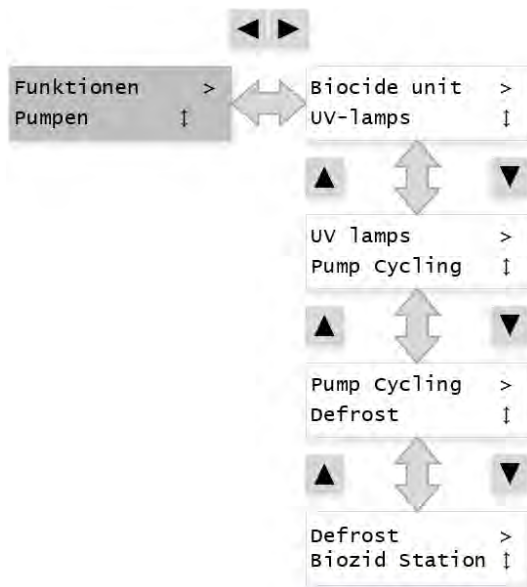 Funktionen >
Pumpen ↕
Biocide unit >
UV-lamps ↕
UV lamps >
Pump Cycling ↕
Pump Cycling >
Defrost ↕
Defrost >
Biozid Station ↕